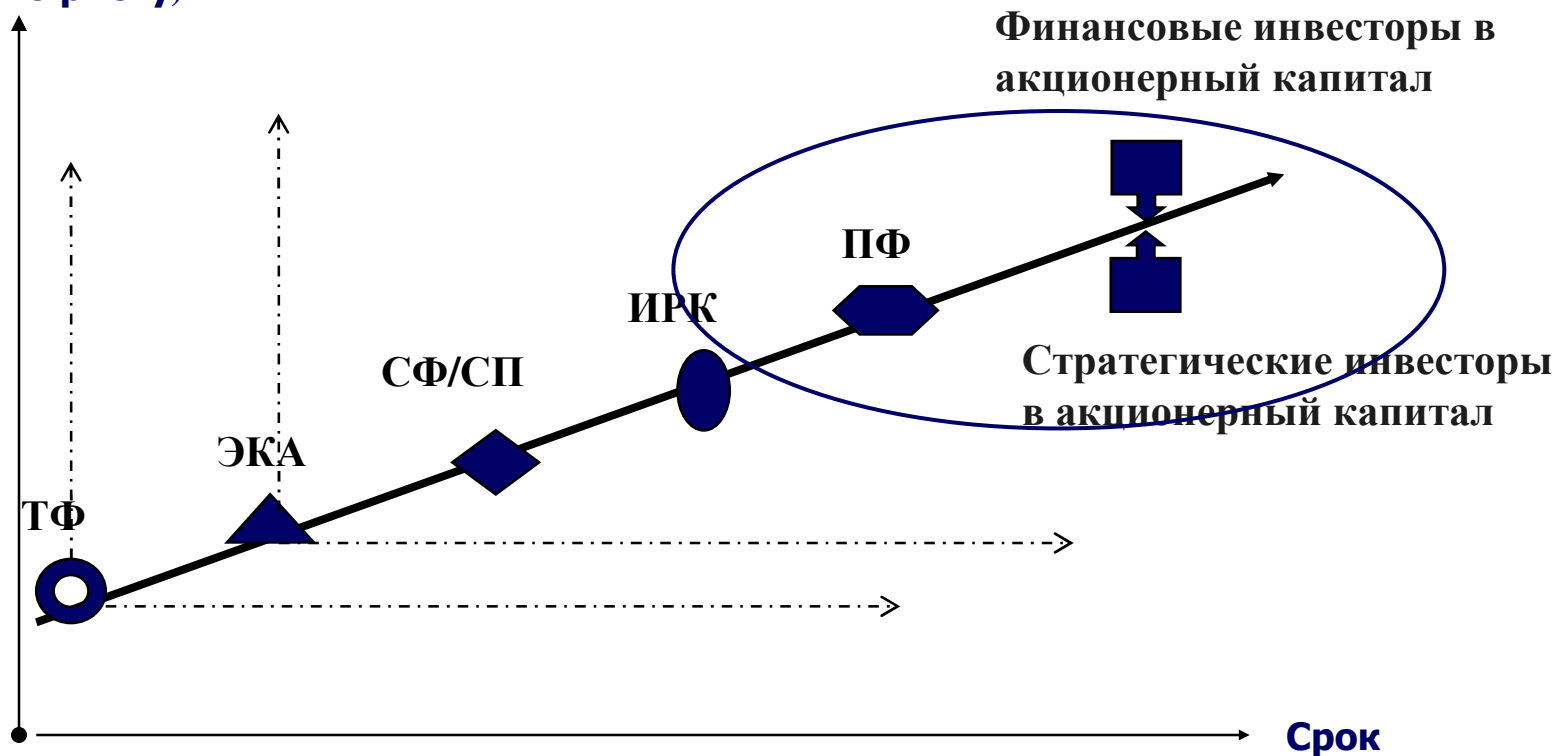 Финансовые инвесторы в
акционерный капитал
ПФ
ИРК
Стратегические инвесторы
в акционерный капитал
СФ/СП
ЭКА
ТФ
Срок